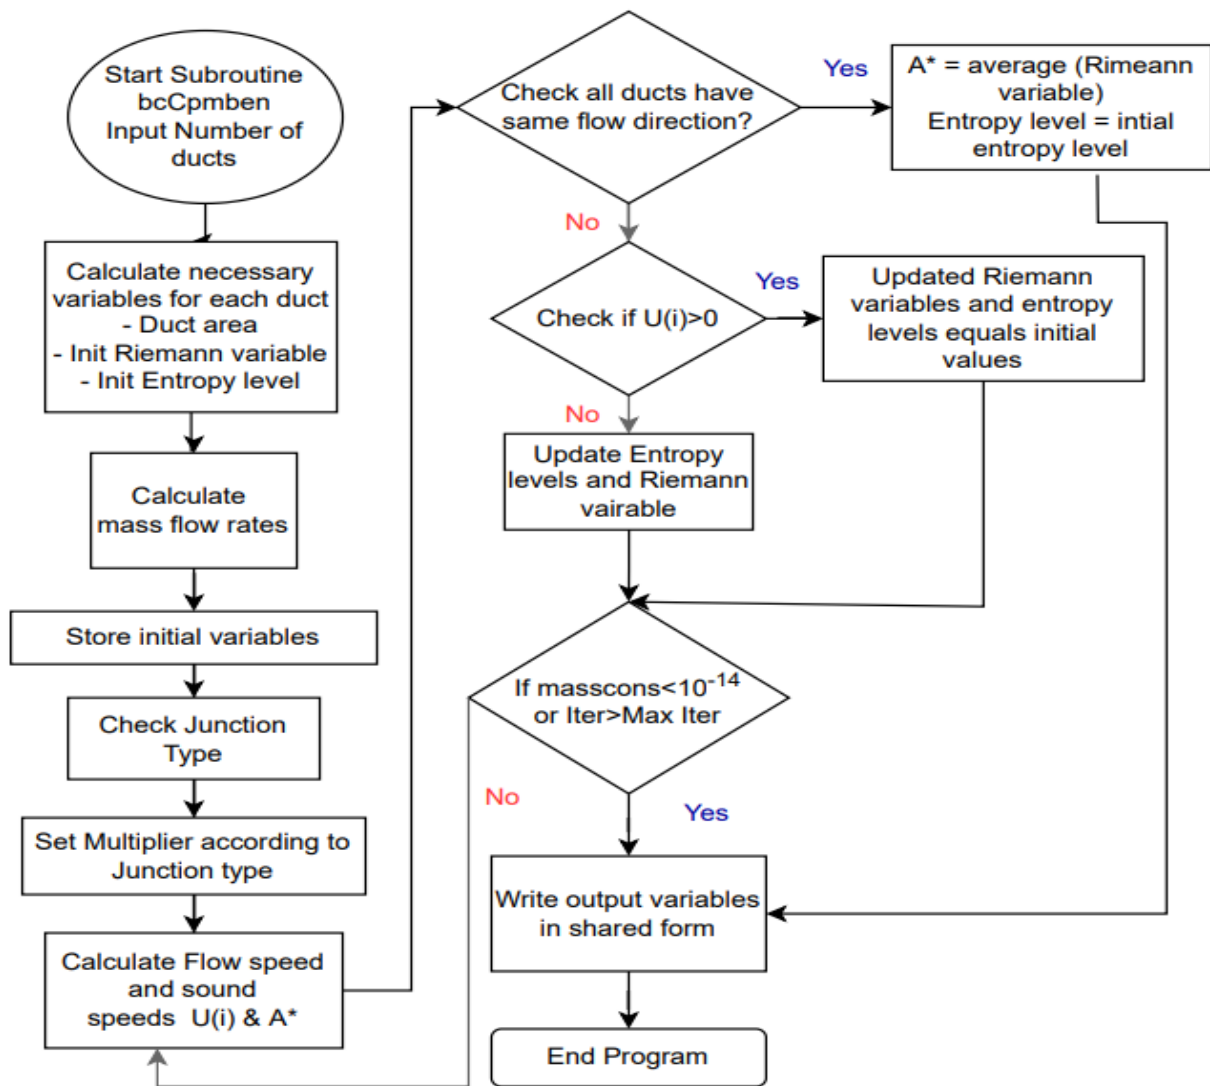 Start Subroutine
bcCpmben
Input Number of
ducts
Calculate necessary
variables for each duct
- Duct area
- Init Riemann variable
- Init Entropy level
Calculate
mass flow rates
Store initial variables
Check Junction
Type
Set Multiplier according to
Junction type
Calculate Flow speed
and sound
speeds U(i) & A*
Check all ducts have
same flow direction?
Yes
A* = average (Rimeann
variable)
Entropy level = intial
entropy level
No
Check if U(i)>0
Yes
Updated Riemann
variables and entropy
levels equals initial
values
No
Update Entropy
levels and Riemann
vairable
If masscons<10⁻¹⁴
or Iter>Max Iter
No
Yes
Write output variables
in shared form
End Program